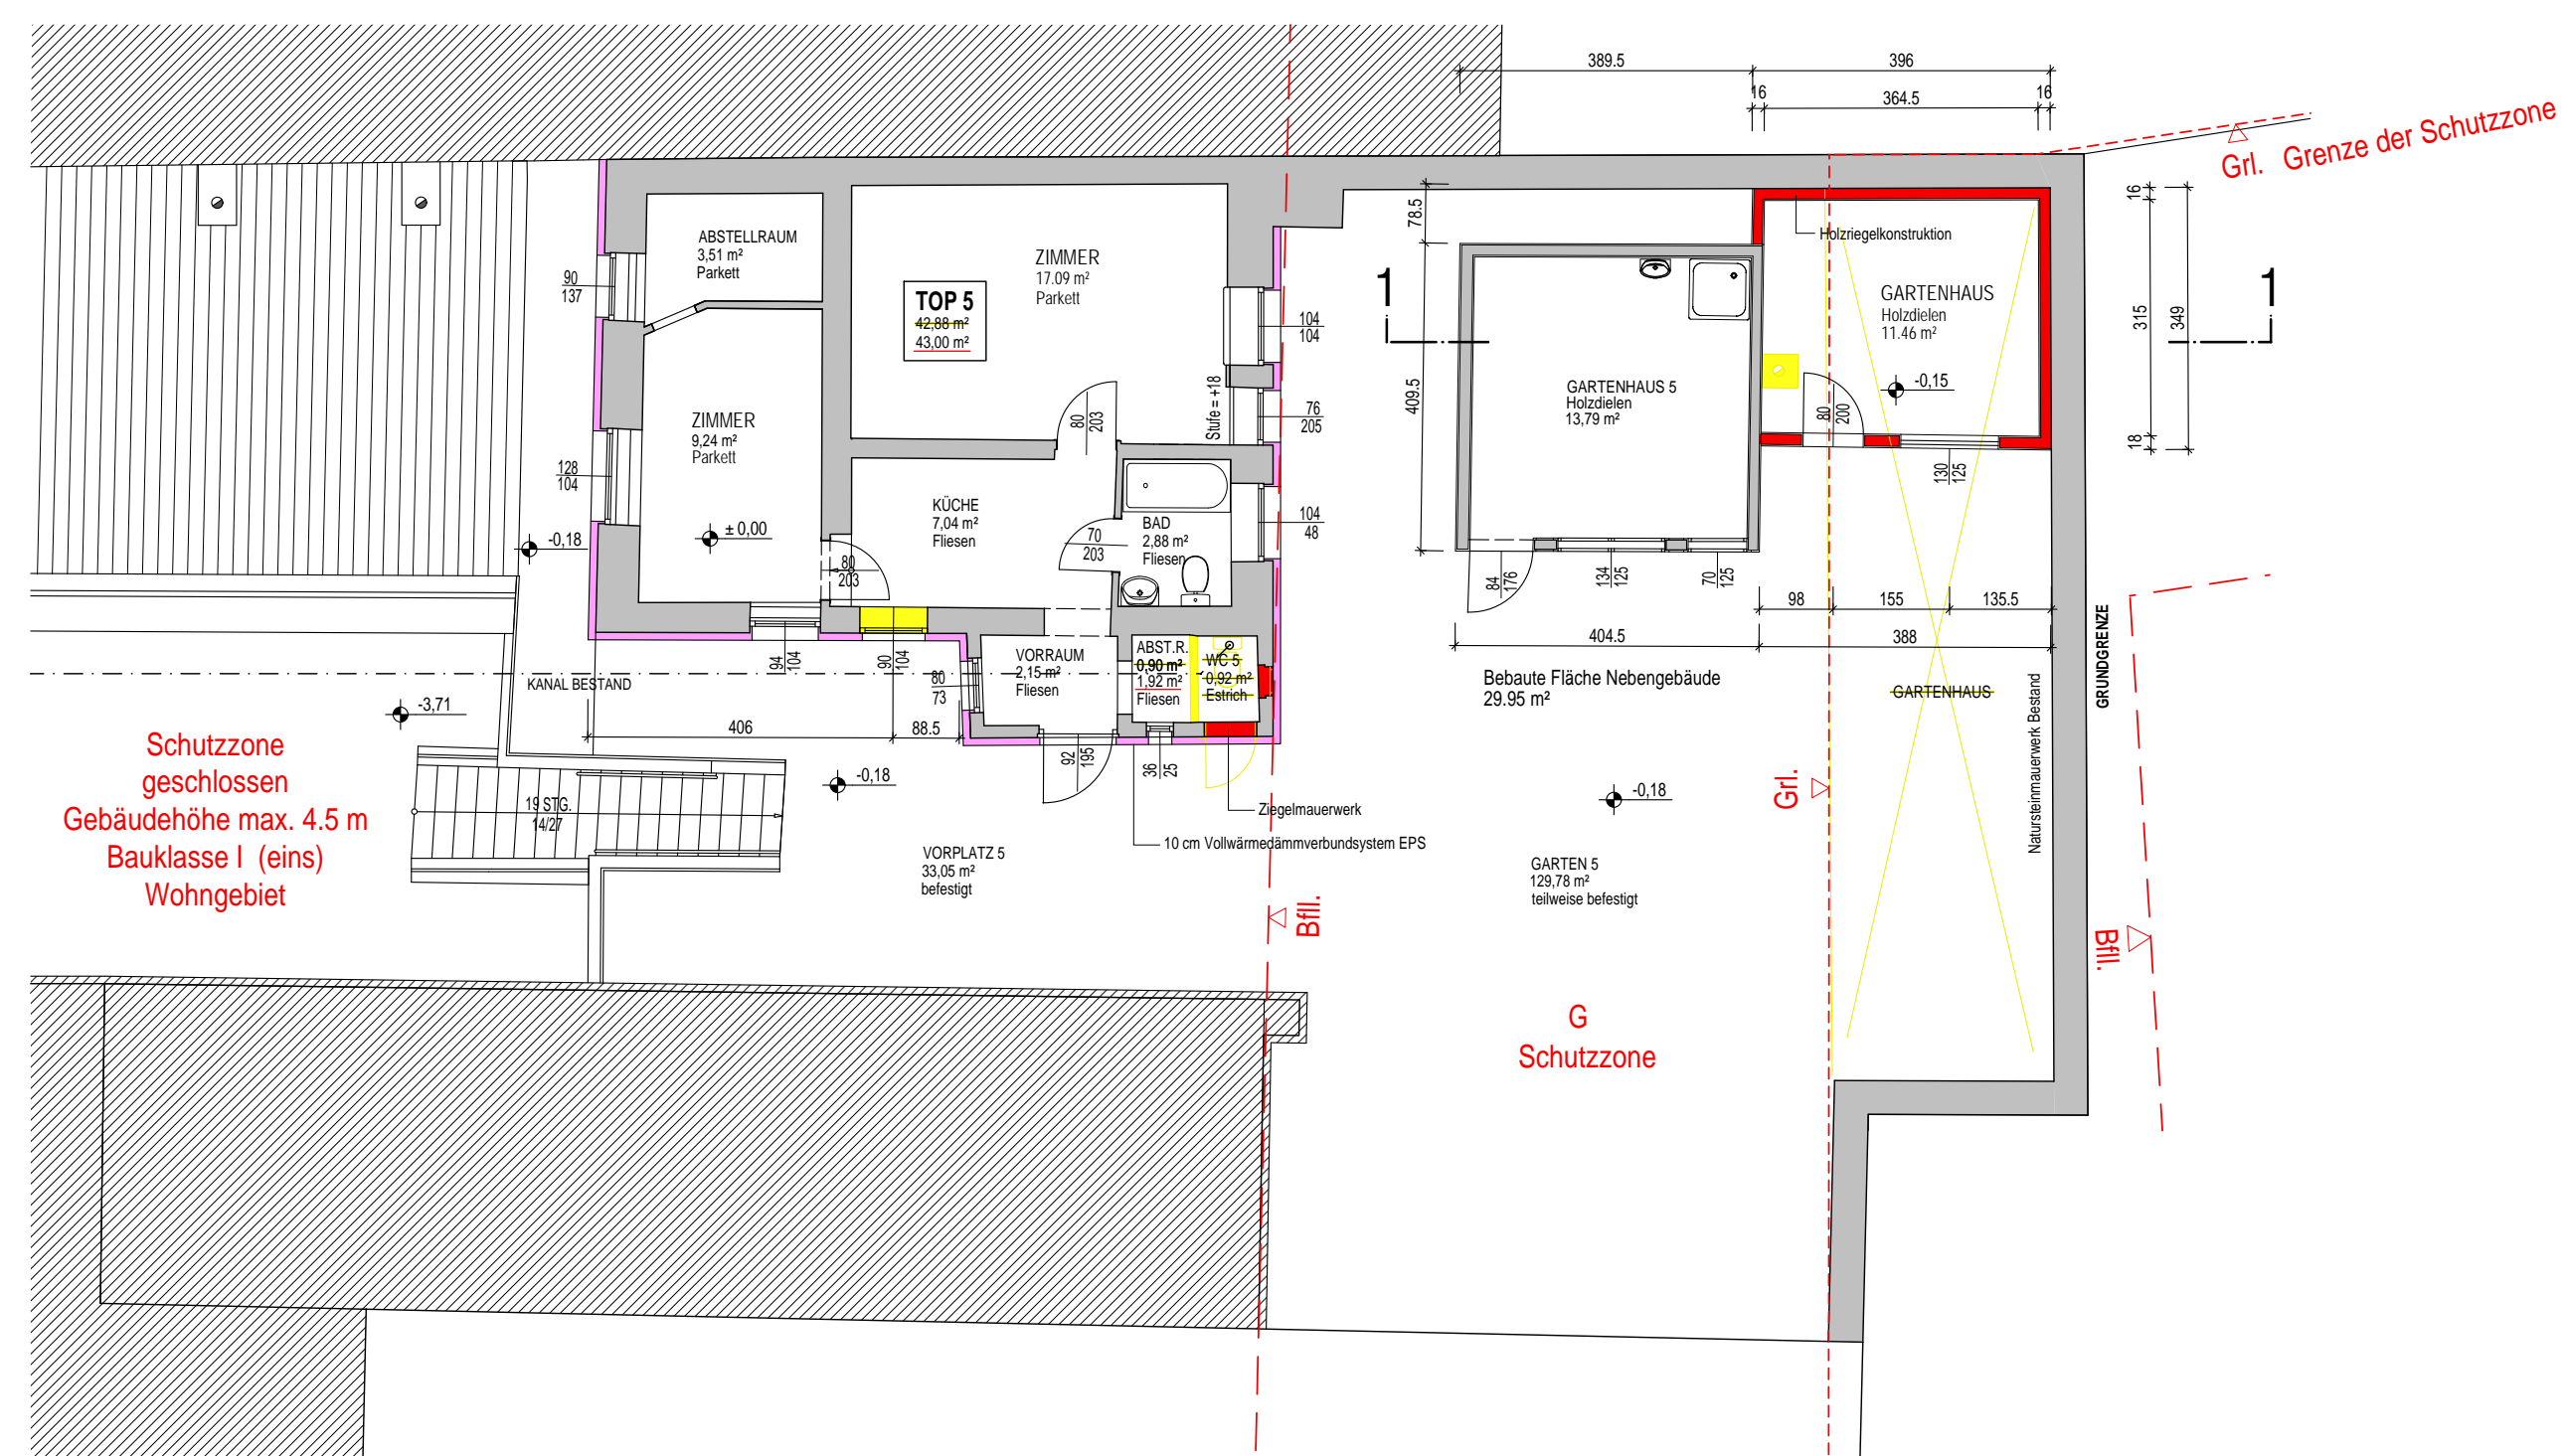 389.5
396
16
364.5
16
Grl. Grenze der Schutzzone
16
315
349
18
78.5
409.5
Holzriegelkonstruktion
ABSTELLRAUM
3,51 m²
Parkett
ZIMMER
17.09 m²
Parkett
TOP 5
42,88 m²
43,00 m²
90
137
104
104
76
205
Stufe = +18
80
203
1
1
GARTENHAUS
Holzdielen
11.46 m²
-0,15
80
200
130
125
GARTENHAUS 5
Holzdielen
13,79 m²
ZIMMER
9,24 m²
Parkett
128
104
± 0,00
-0,18
KÜCHE
7,04 m²
Fliesen
BAD
2,88 m²
Fliesen
70
203
104
48
80
203
84
176
134
125
70
125
98
155
135.5
404.5
388
Bebaute Fläche Nebengebäude
29.95 m²
GARTENHAUS
GRUNDGRENZE
Natursteinmauerwerk Bestand
VORRAUM
2,15 m²
Fliesen
ABST.R.
0,90 m²
1,92 m²
Fliesen
WC 5
0,92 m²
Estrich
94
104
90
104
80
73
KANAL BESTAND
-3,71
406
88.5
92
195
36
25
-0,18
Schutzzone
geschlossen
Gebäudehöhe max. 4.5 m
Bauklasse I (eins)
Wohngebiet
19 STG.
14/27
Ziegelmauerwerk
10 cm Vollwärmedämmverbundsystem EPS
VORPLATZ 5
33,05 m²
befestigt
-0,18
Grl.
GARTEN 5
129,78 m²
teilweise befestigt
Bfll.
Bfll.
G
Schutzzone